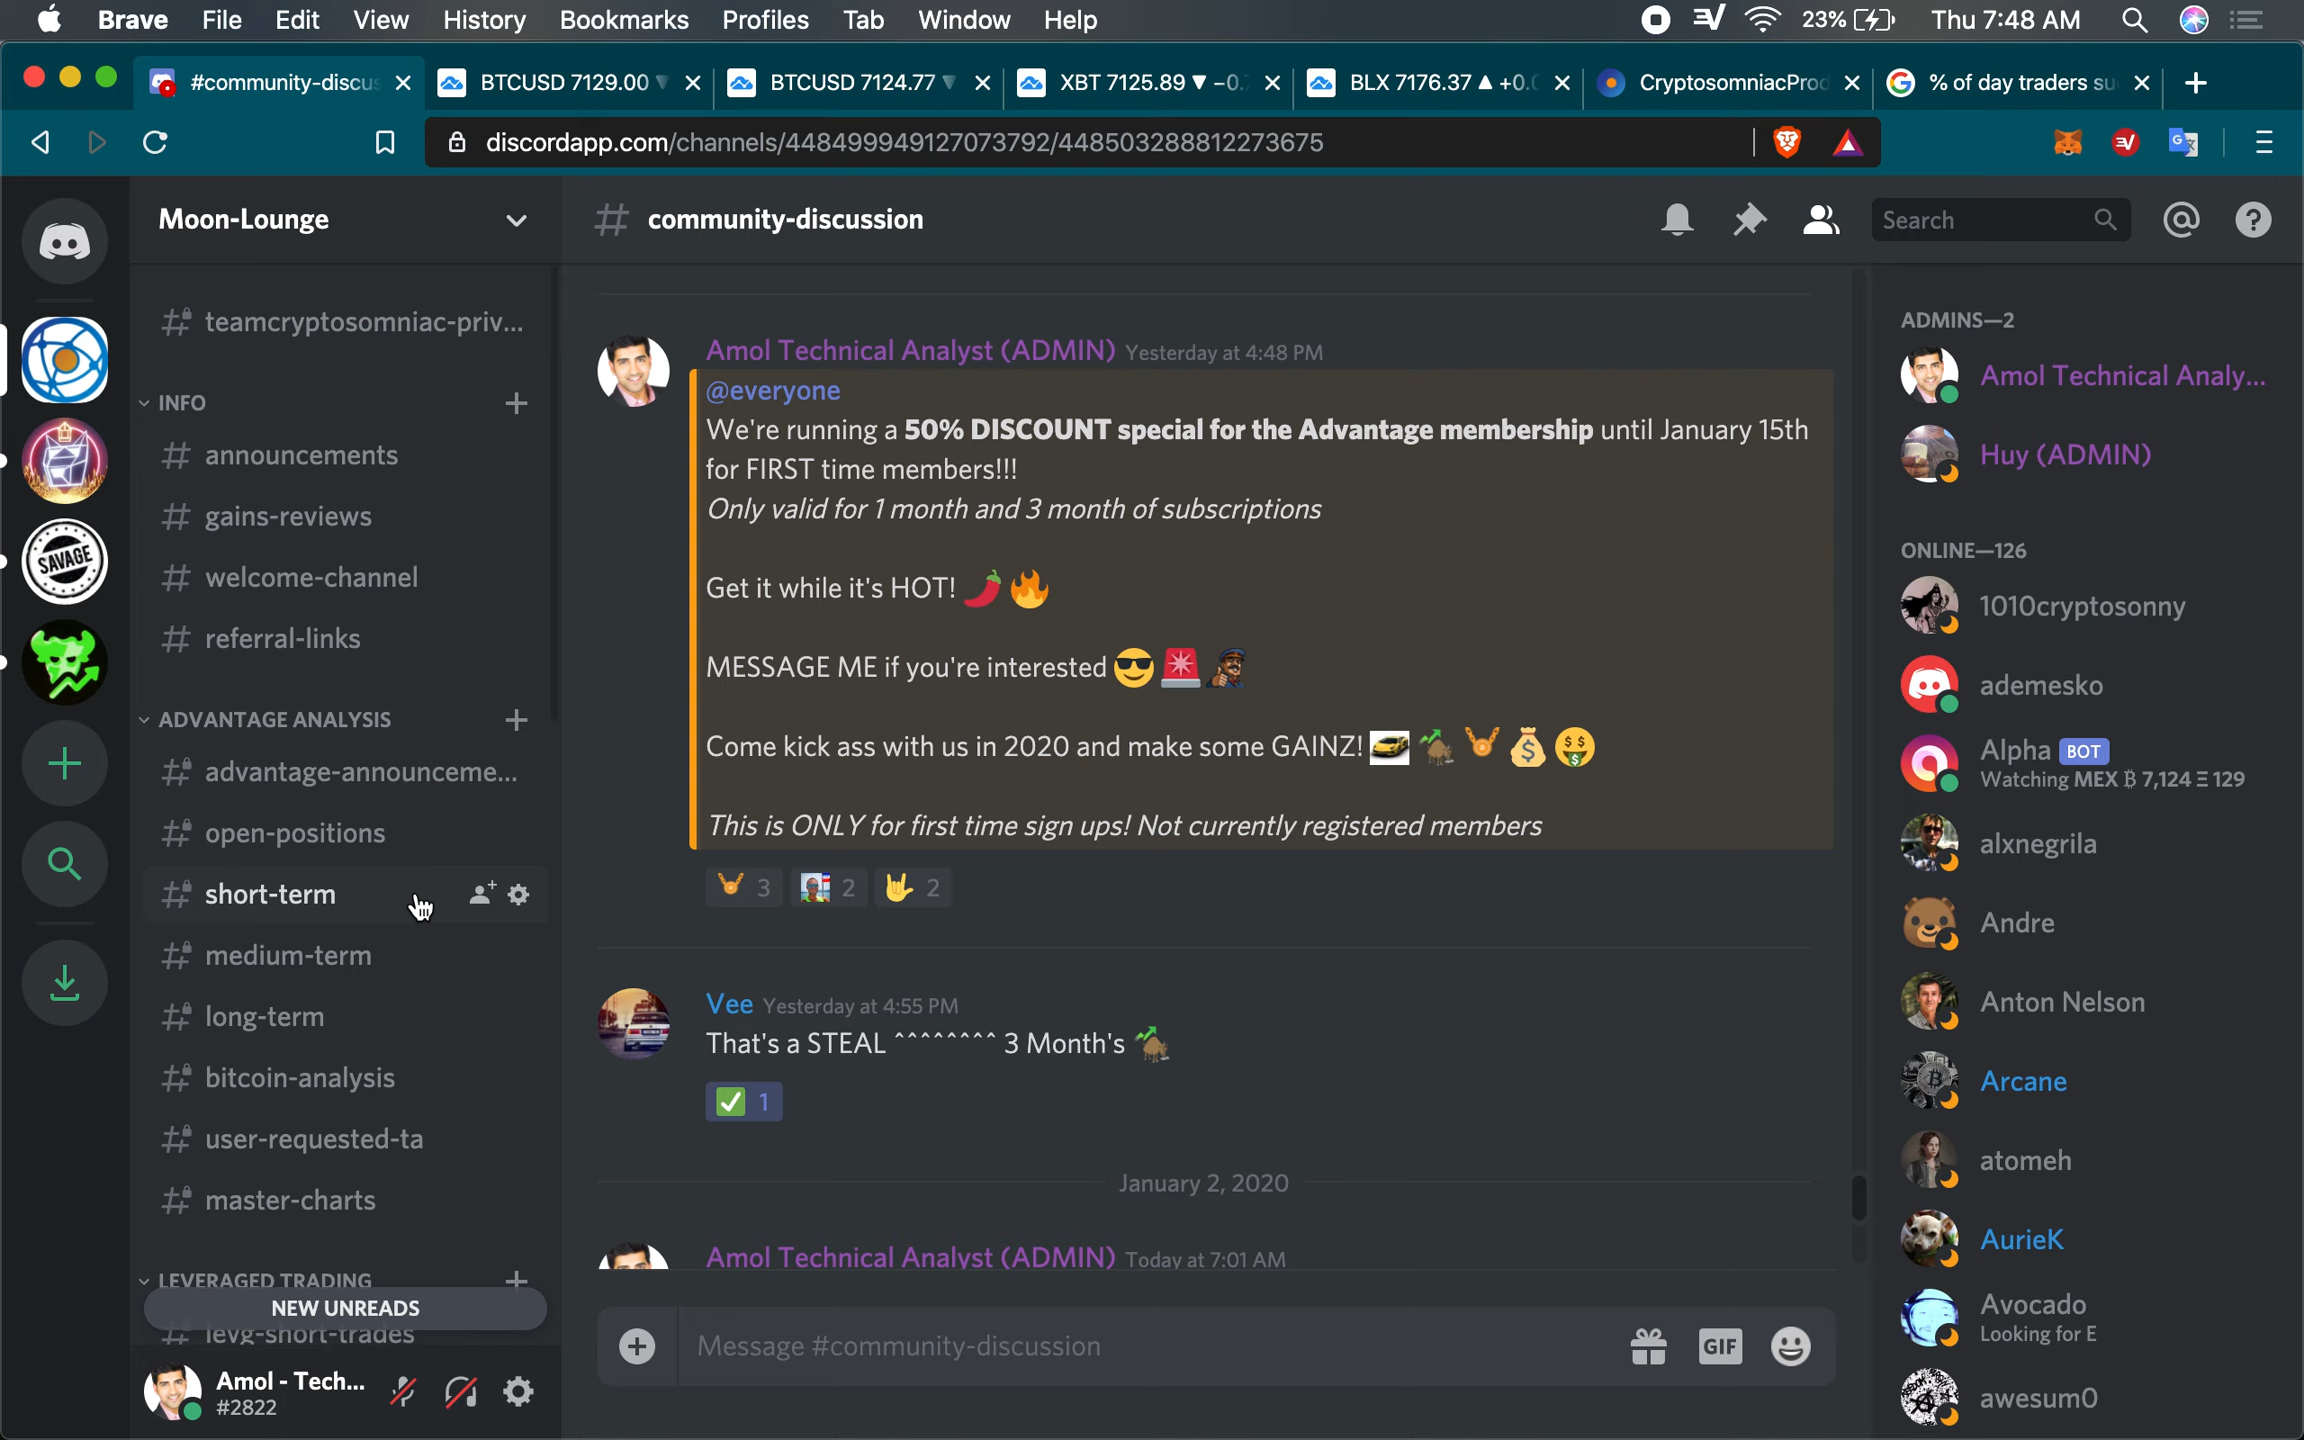 Brave File Edit View History Bookmarks Profiles Tab Window Help 23% Thu 7:48 AM
#community-discus BTCUSD 7129.00 ▼ BTCUSD 7124.77 ▼ XBT 7125.89 ▼ −0. BLX 7176.37 ▲ +0.0 CryptosomniacProd % of day traders su
discordapp.com/channels/448499949127073792/448503288812273675
Moon-Lounge
teamcryptosomniac-priv...
INFO
announcements
gains-reviews
welcome-channel
referral-links
ADVANTAGE ANALYSIS
advantage-announceme...
open-positions
short-term
medium-term
long-term
bitcoin-analysis
user-requested-ta
master-charts
LEVERAGED TRADING
NEW UNREADS
levg-short-trades
Amol - Tech...
#2822
SAVAGE
# community-discussion
Search
Amol Technical Analyst (ADMIN) Yesterday at 4:48 PM
@everyone
We're running a 50% DISCOUNT special for the Advantage membership until January 15th
for FIRST time members!!!
Only valid for 1 month and 3 month of subscriptions
Get it while it's HOT! 🌶️🔥
MESSAGE ME if you're interested 😎🚨
Come kick ass with us in 2020 and make some GAINZ! 💰🤑
This is ONLY for first time sign ups! Not currently registered members
3 2 🤟 2
Vee Yesterday at 4:55 PM
That's a STEAL ^^^^^^^^ 3 Month's
✅ 1
January 2, 2020
Amol Technical Analyst (ADMIN) Today at 7:01 AM
Message #community-discussion
GIF
ADMINS—2
Amol Technical Analy...
Huy (ADMIN)
ONLINE—126
1010cryptosonny
ademesko
Alpha BOT
Watching MEX ₿ 7,124 Ξ 129
alxnegrila
Andre
Anton Nelson
Arcane
atomeh
AurieK
Avocado
Looking for E
awesum0